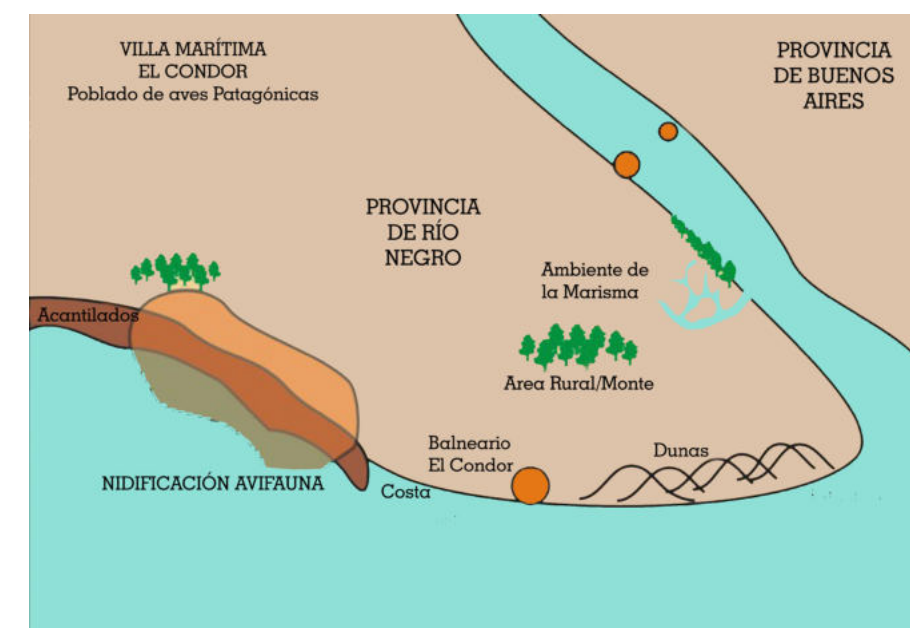 VILLA MARÍTIMA
EL CONDOR
Poblado de aves Patagónicas
PROVINCIA
DE BUENOS
AIRES
PROVINCIA
DE RÍO
NEGRO
Ambiente de
la Marisma
Acantilados
Area Rural/Monte
Balneario
El Condor
Dunas
NIDIFICACIÓN AVIFAUNA
Costa